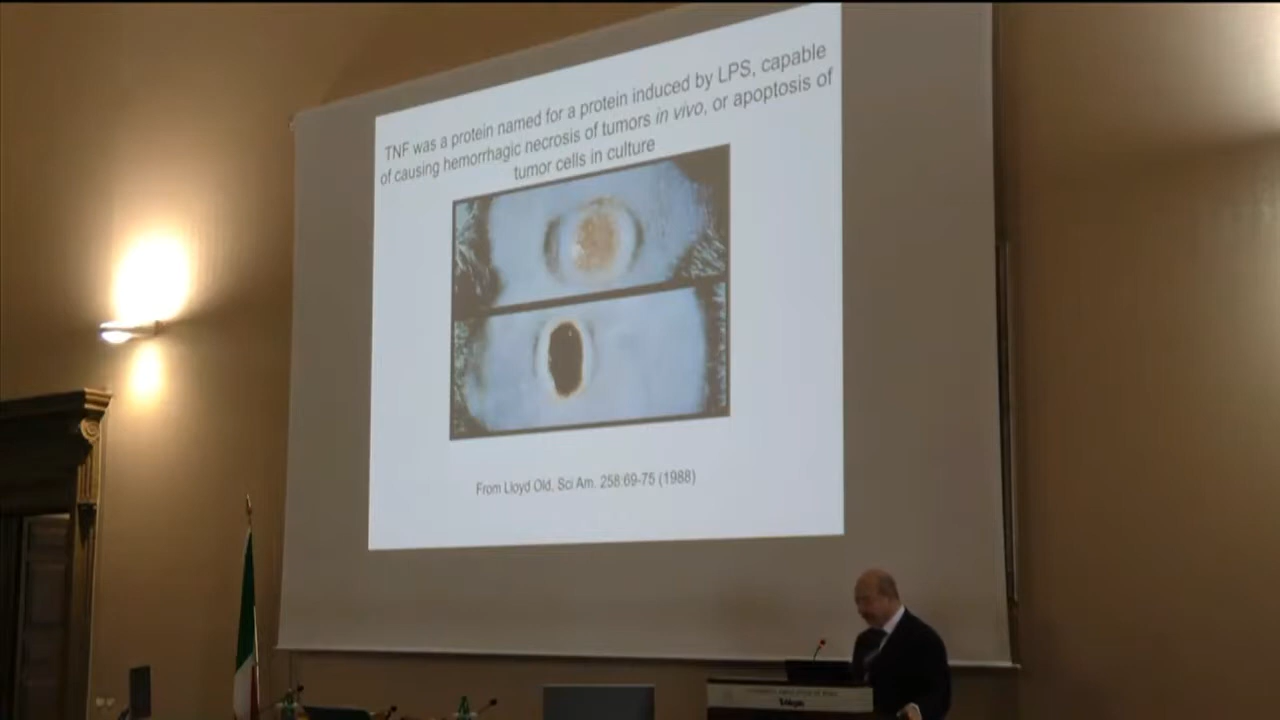 TNF was a protein named for a protein induced by LPS, capable
of causing hemorrhagic necrosis of tumors in vivo, or apoptosis of
tumor cells in culture
From Lloyd Old, Sci Am. 258:69-75 (1988)